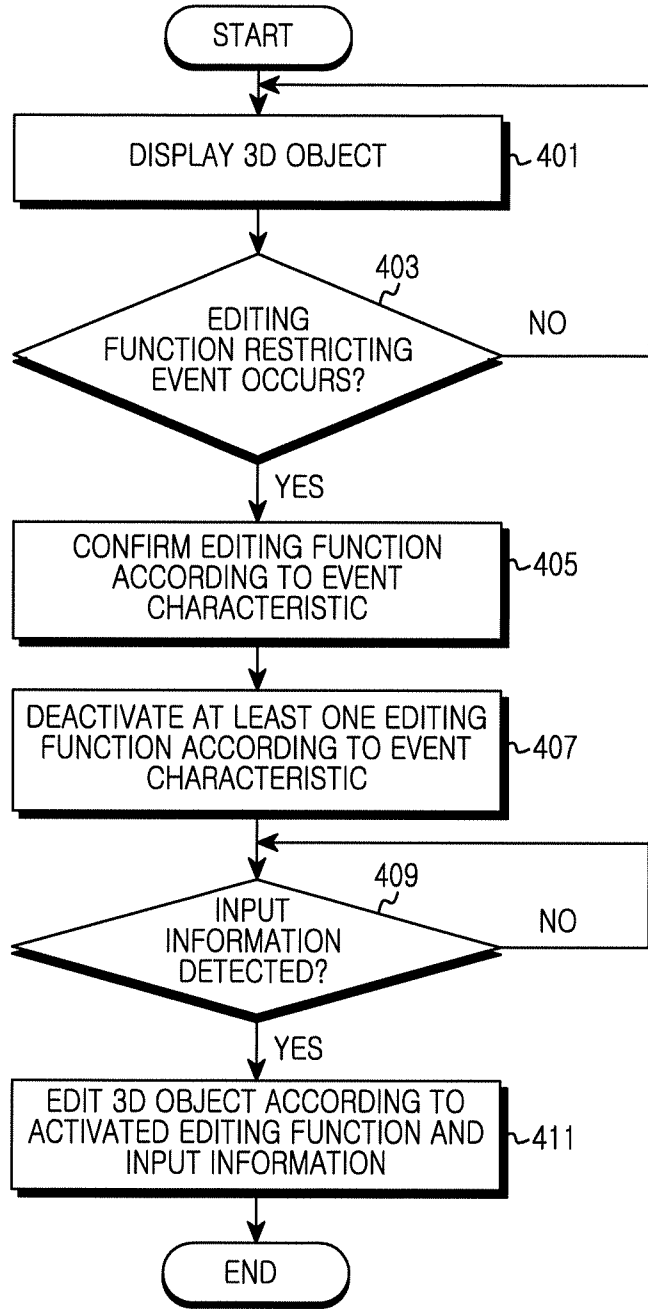 START
DISPLAY 3D OBJECT
401
403
EDITING
FUNCTION RESTRICTING
EVENT OCCURS?
NO
YES
CONFIRM EDITING FUNCTION
ACCORDING TO EVENT
CHARACTERISTIC
405
DEACTIVATE AT LEAST ONE EDITING
FUNCTION ACCORDING TO EVENT
CHARACTERISTIC
407
409
INPUT
INFORMATION
DETECTED?
NO
YES
EDIT 3D OBJECT ACCORDING TO
ACTIVATED EDITING FUNCTION AND
INPUT INFORMATION
411
END